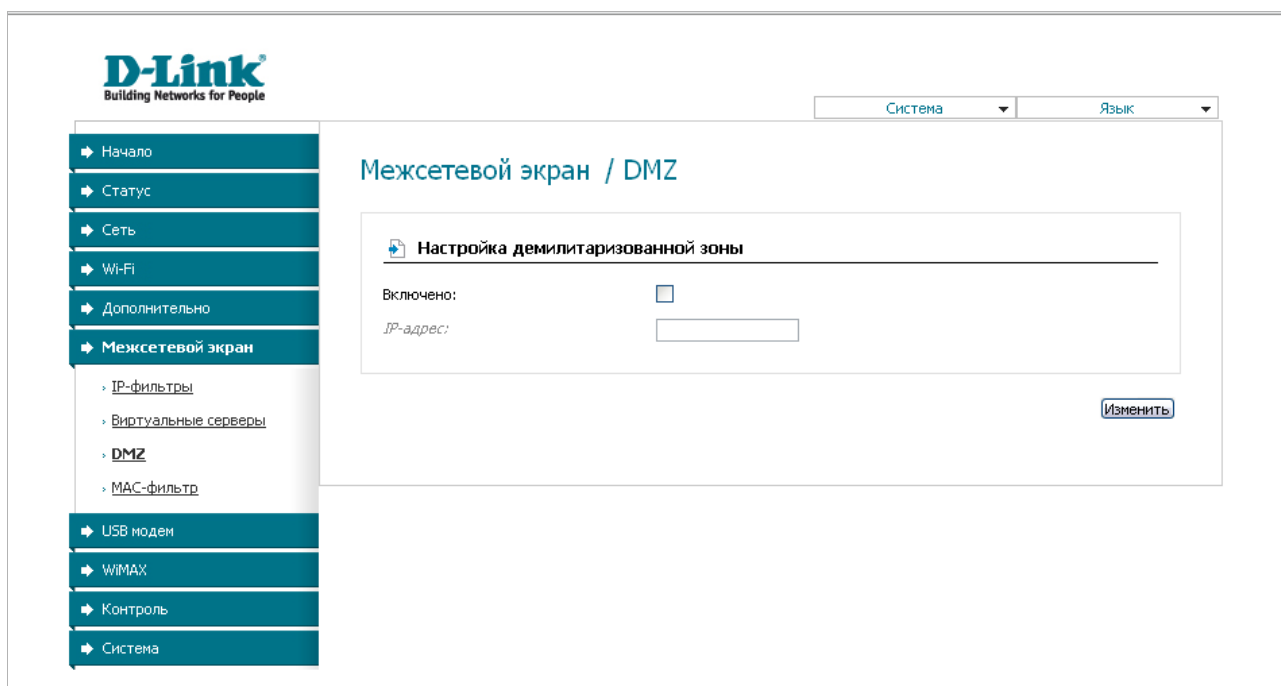 D-Link
Building Networks for People
Система
Язык
Начало
Статус
Сеть
Wi-Fi
Дополнительно
Межсетевой экран
IP-фильтры
Виртуальные серверы
DMZ
MAC-фильтр
USB модем
WiMAX
Контроль
Система
Межсетевой экран / DMZ
Настройка демилитаризованной зоны
Включено:
IP-адрес:
Изменить